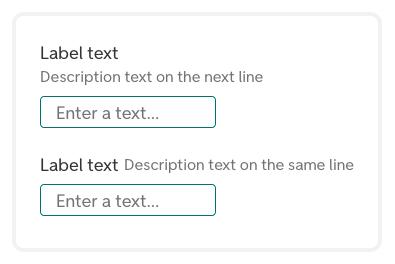 Label text
Description text on the next line
Enter a text...
Label text Description text on the same line
Enter a text...